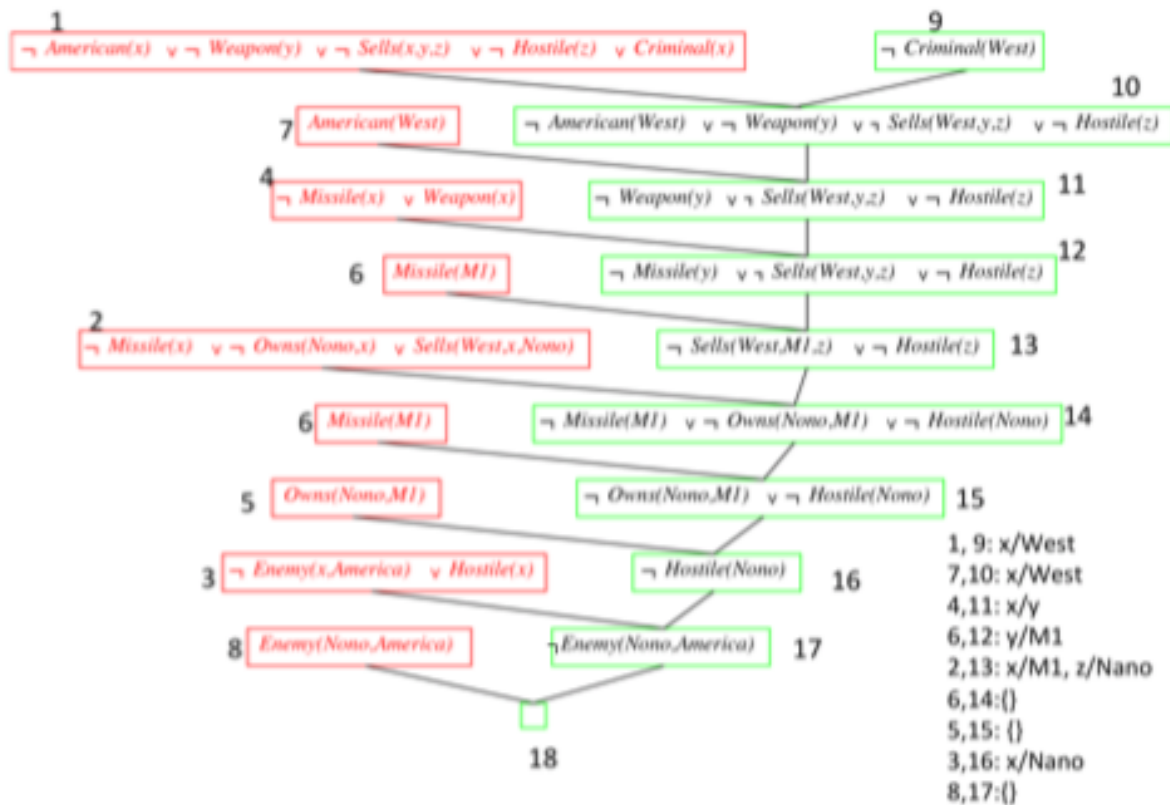 1 9
¬ American(x) ∨ ¬ Weapon(y) ∨ ¬ Sells(x,y,z) ∨ ¬ Hostile(z) ∨ Criminal(x) ¬ Criminal(West)
10
7 American(West) ¬ American(West) ∨ ¬ Weapon(y) ∨ ¬ Sells(West,y,z) ∨ ¬ Hostile(z)
4 11
¬ Missile(x) ∨ Weapon(x) ¬ Weapon(y) ∨ ¬ Sells(West,y,z) ∨ ¬ Hostile(z)
12
6 Missile(M1) ¬ Missile(y) ∨ ¬ Sells(West,y,z) ∨ ¬ Hostile(z)
2
¬ Missile(x) ∨ ¬ Owns(Nono,x) ∨ Sells(West,x,Nono) ¬ Sells(West,M1,z) ∨ ¬ Hostile(z) 13
6 Missile(M1) ¬ Missile(M1) ∨ ¬ Owns(Nono,M1) ∨ ¬ Hostile(Nono) 14
5 Owns(Nono,M1) ¬ Owns(Nono,M1) ∨ ¬ Hostile(Nono) 15
3 ¬ Enemy(x,America) ∨ Hostile(x) ¬ Hostile(Nono) 16
8 Enemy(Nono,America) ¬Enemy(Nono,America) 17
18
1, 9: x/West
7,10: x/West
4,11: x/y
6,12: y/M1
2,13: x/M1, z/Nano
6,14:{}
5,15: {}
3,16: x/Nano
8,17:{}